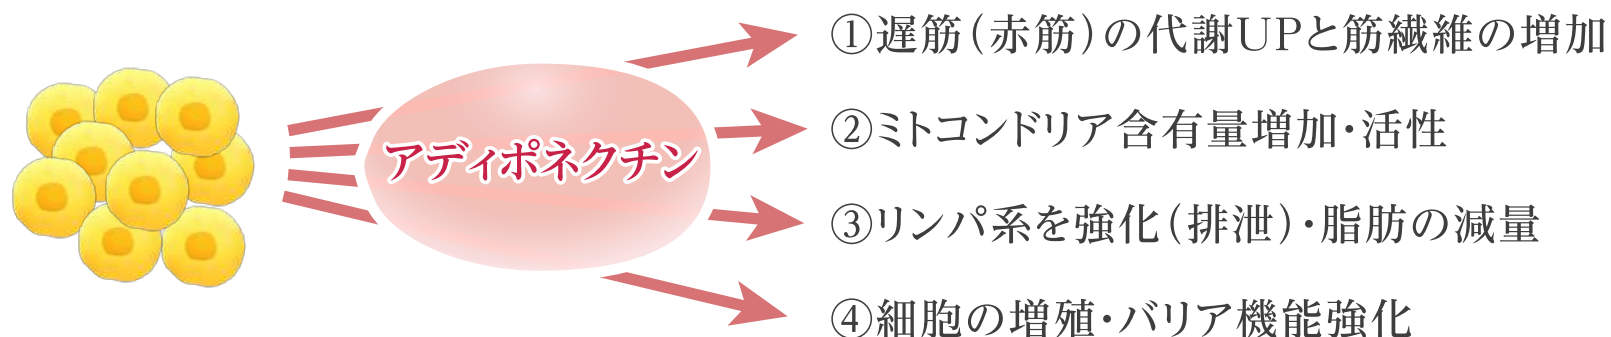 アディポネクチン
①遅筋(赤筋)の代謝UPと筋繊維の増加
②ミトコンドリア含有量増加・活性
③リンパ系を強化(排泄)・脂肪の減量
④細胞の増殖・バリア機能強化